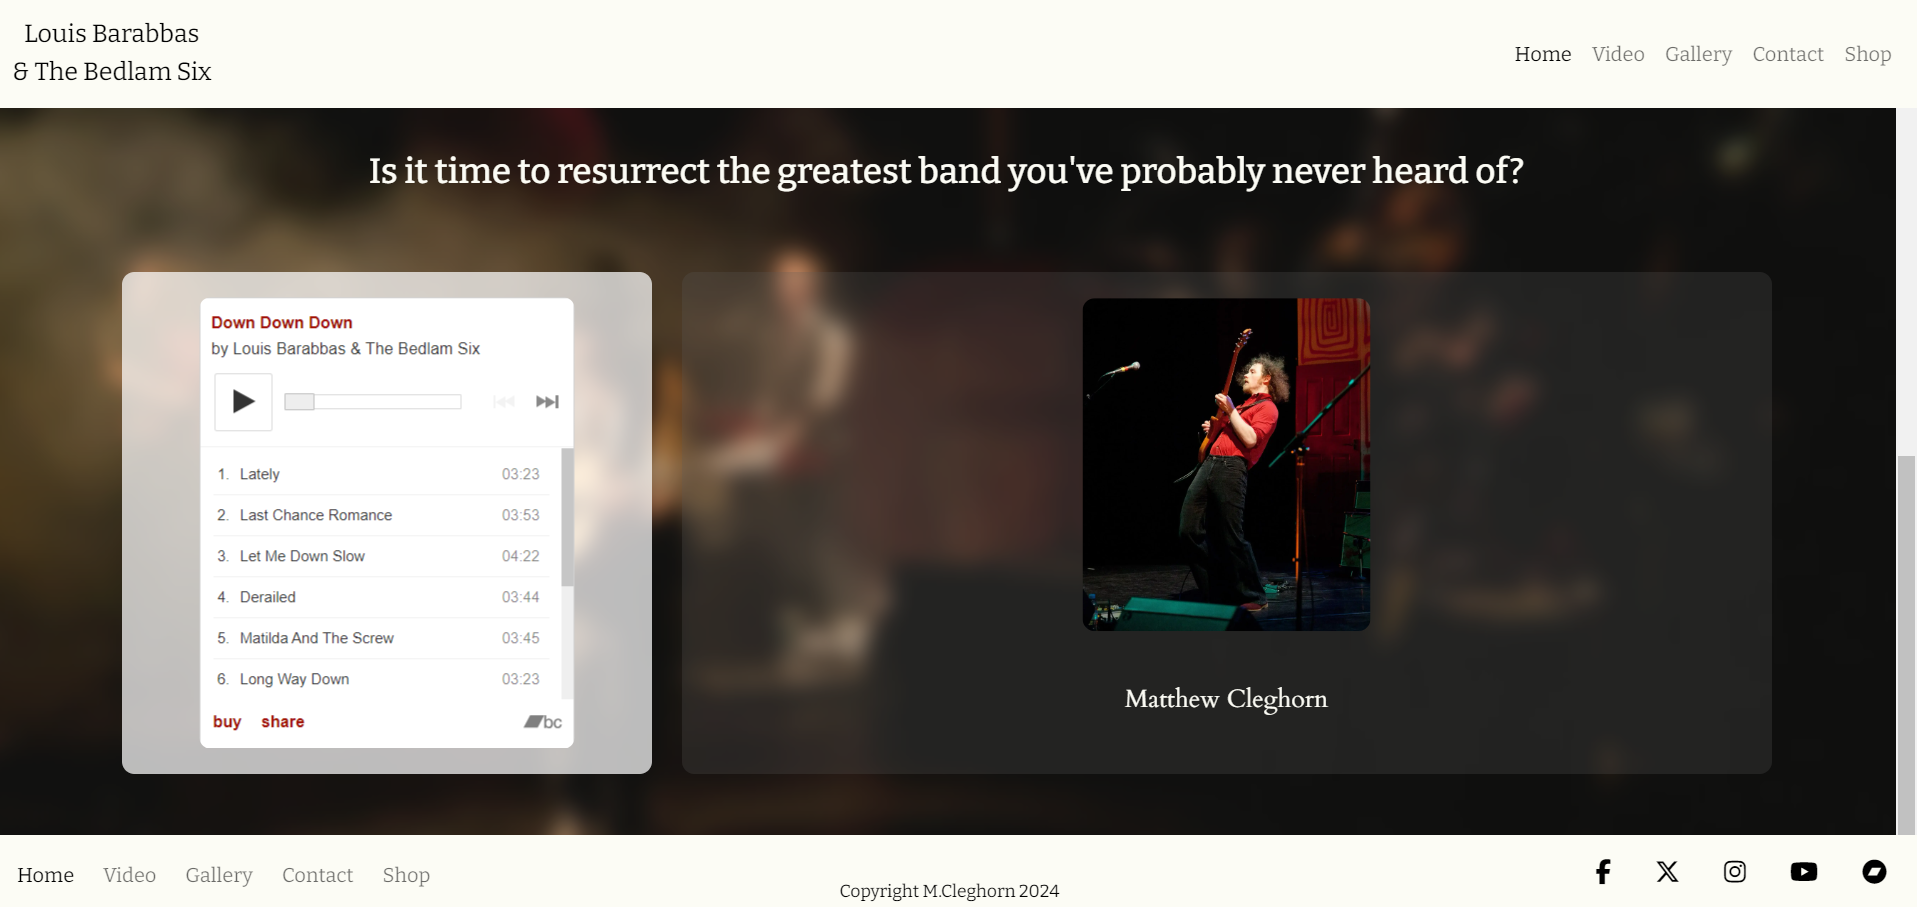 Louis Barabbas
& The Bedlam Six
Home Video Gallery Contact Shop
Is it time to resurrect the greatest band you've probably never heard of?
Down Down Down
by Louis Barabbas & The Bedlam Six
1. Lately 03:23
2. Last Chance Romance 03:53
3. Let Me Down Slow 04:22
4. Derailed 03:44
5. Matilda And The Screw 03:45
6. Long Way Down 03:23
buy share bc
Matthew Cleghorn
Home Video Gallery Contact Shop
Copyright M.Cleghorn 2024